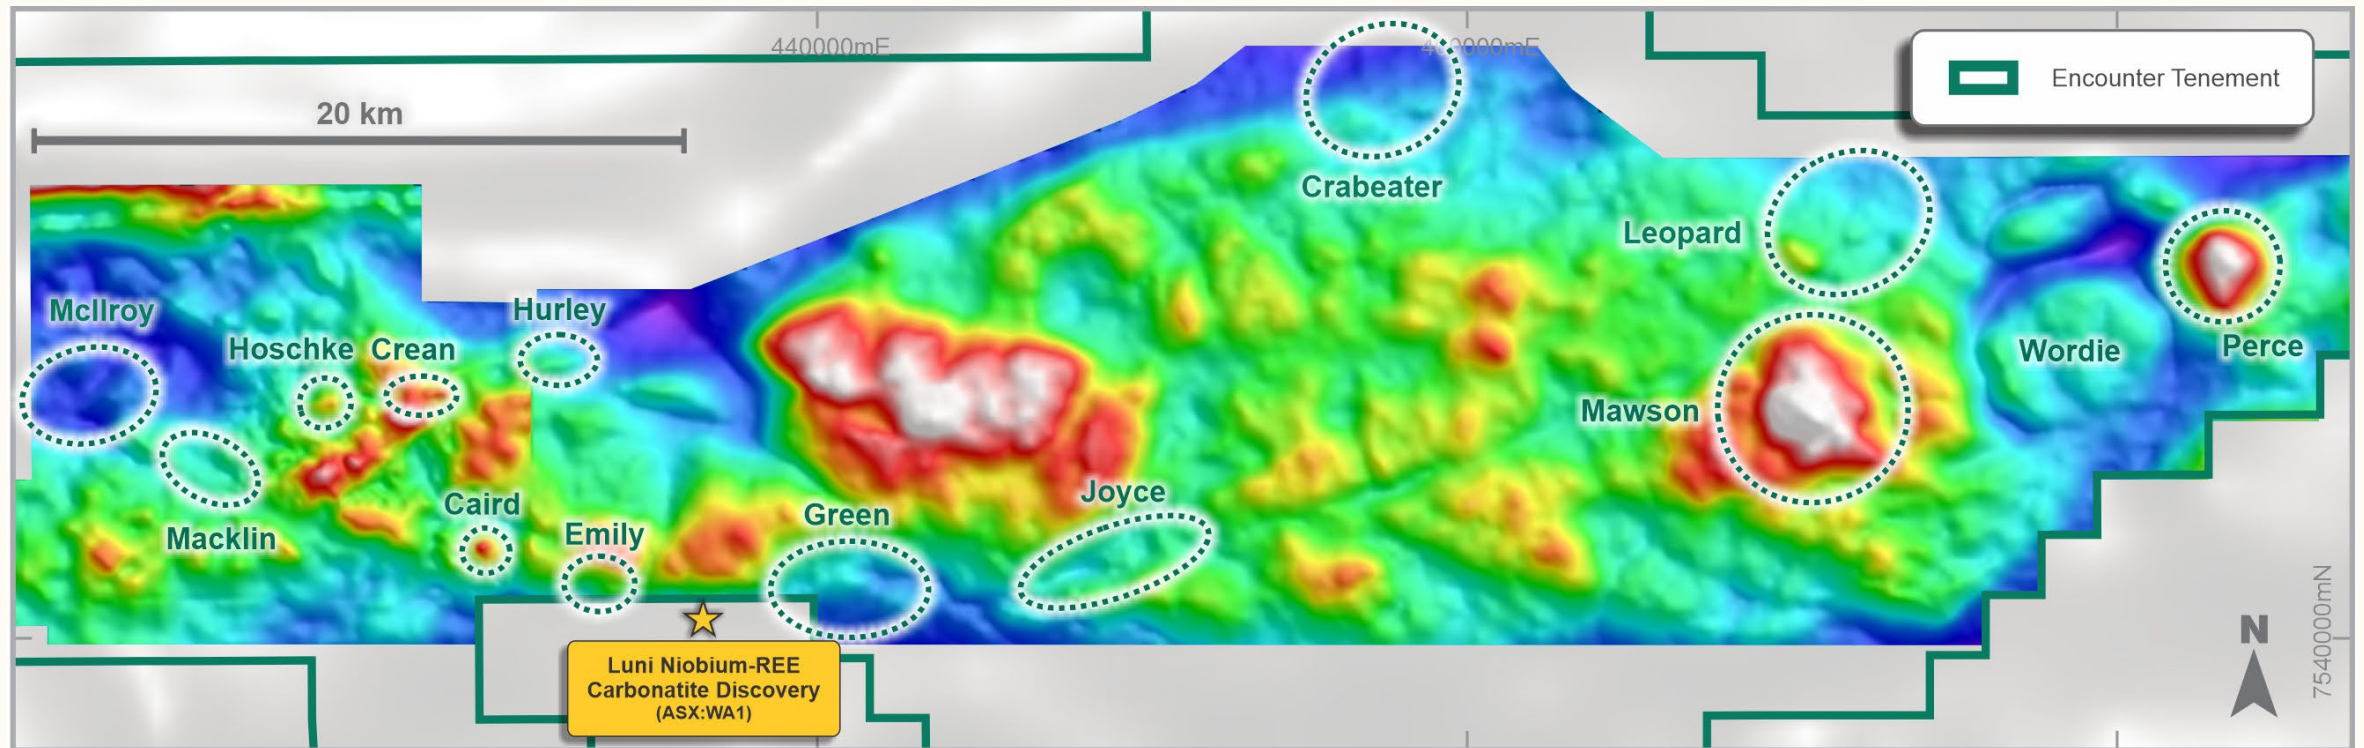 440000mE
Encounter Tenement
20 km
Crabeater
Leopard
McIlroy
Hurley
Hoschke
Crean
Wordie
Perce
Mawson
Macklin
Caird
Emily
Green
Joyce
Luni Niobium-REE
Carbonatite Discovery
(ASX:WA1)
N
7540000mN